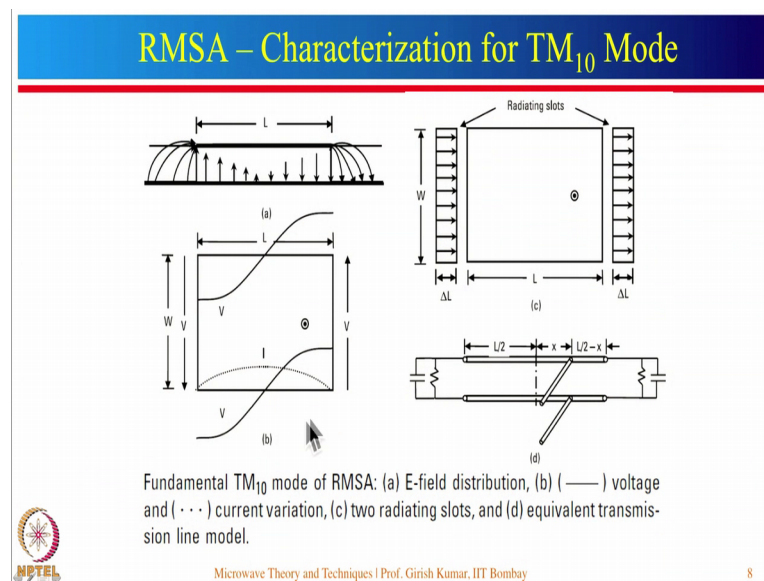 RMSA – Characterization for TM10 Mode
L
(a)
L
W
V
V
V
I
V
(b)
Radiating slots
W
L
ΔL
ΔL
(c)
L/2
x
L/2 – x
(d)
Fundamental TM10 mode of RMSA: (a) E-field distribution, (b) ( —— ) voltage
and ( · · · ) current variation, (c) two radiating slots, and (d) equivalent transmis-
sion line model.
NPTEL
Microwave Theory and Techniques | Prof. Girish Kumar, IIT Bombay
8